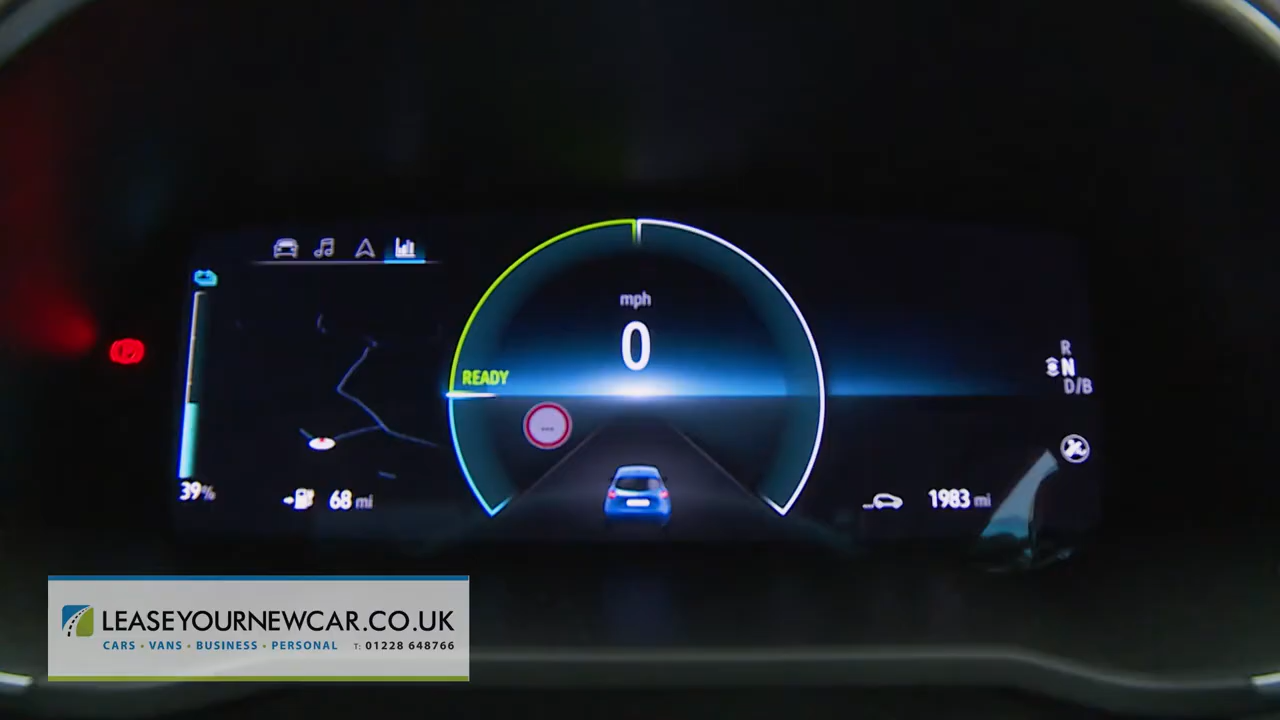 mph
0
READY
R
N
D/B
39%
68 mi
1983 mi
LEASEYOURNEWCAR.CO.UK
CARS • VANS • BUSINESS • PERSONAL T: 01228 648766